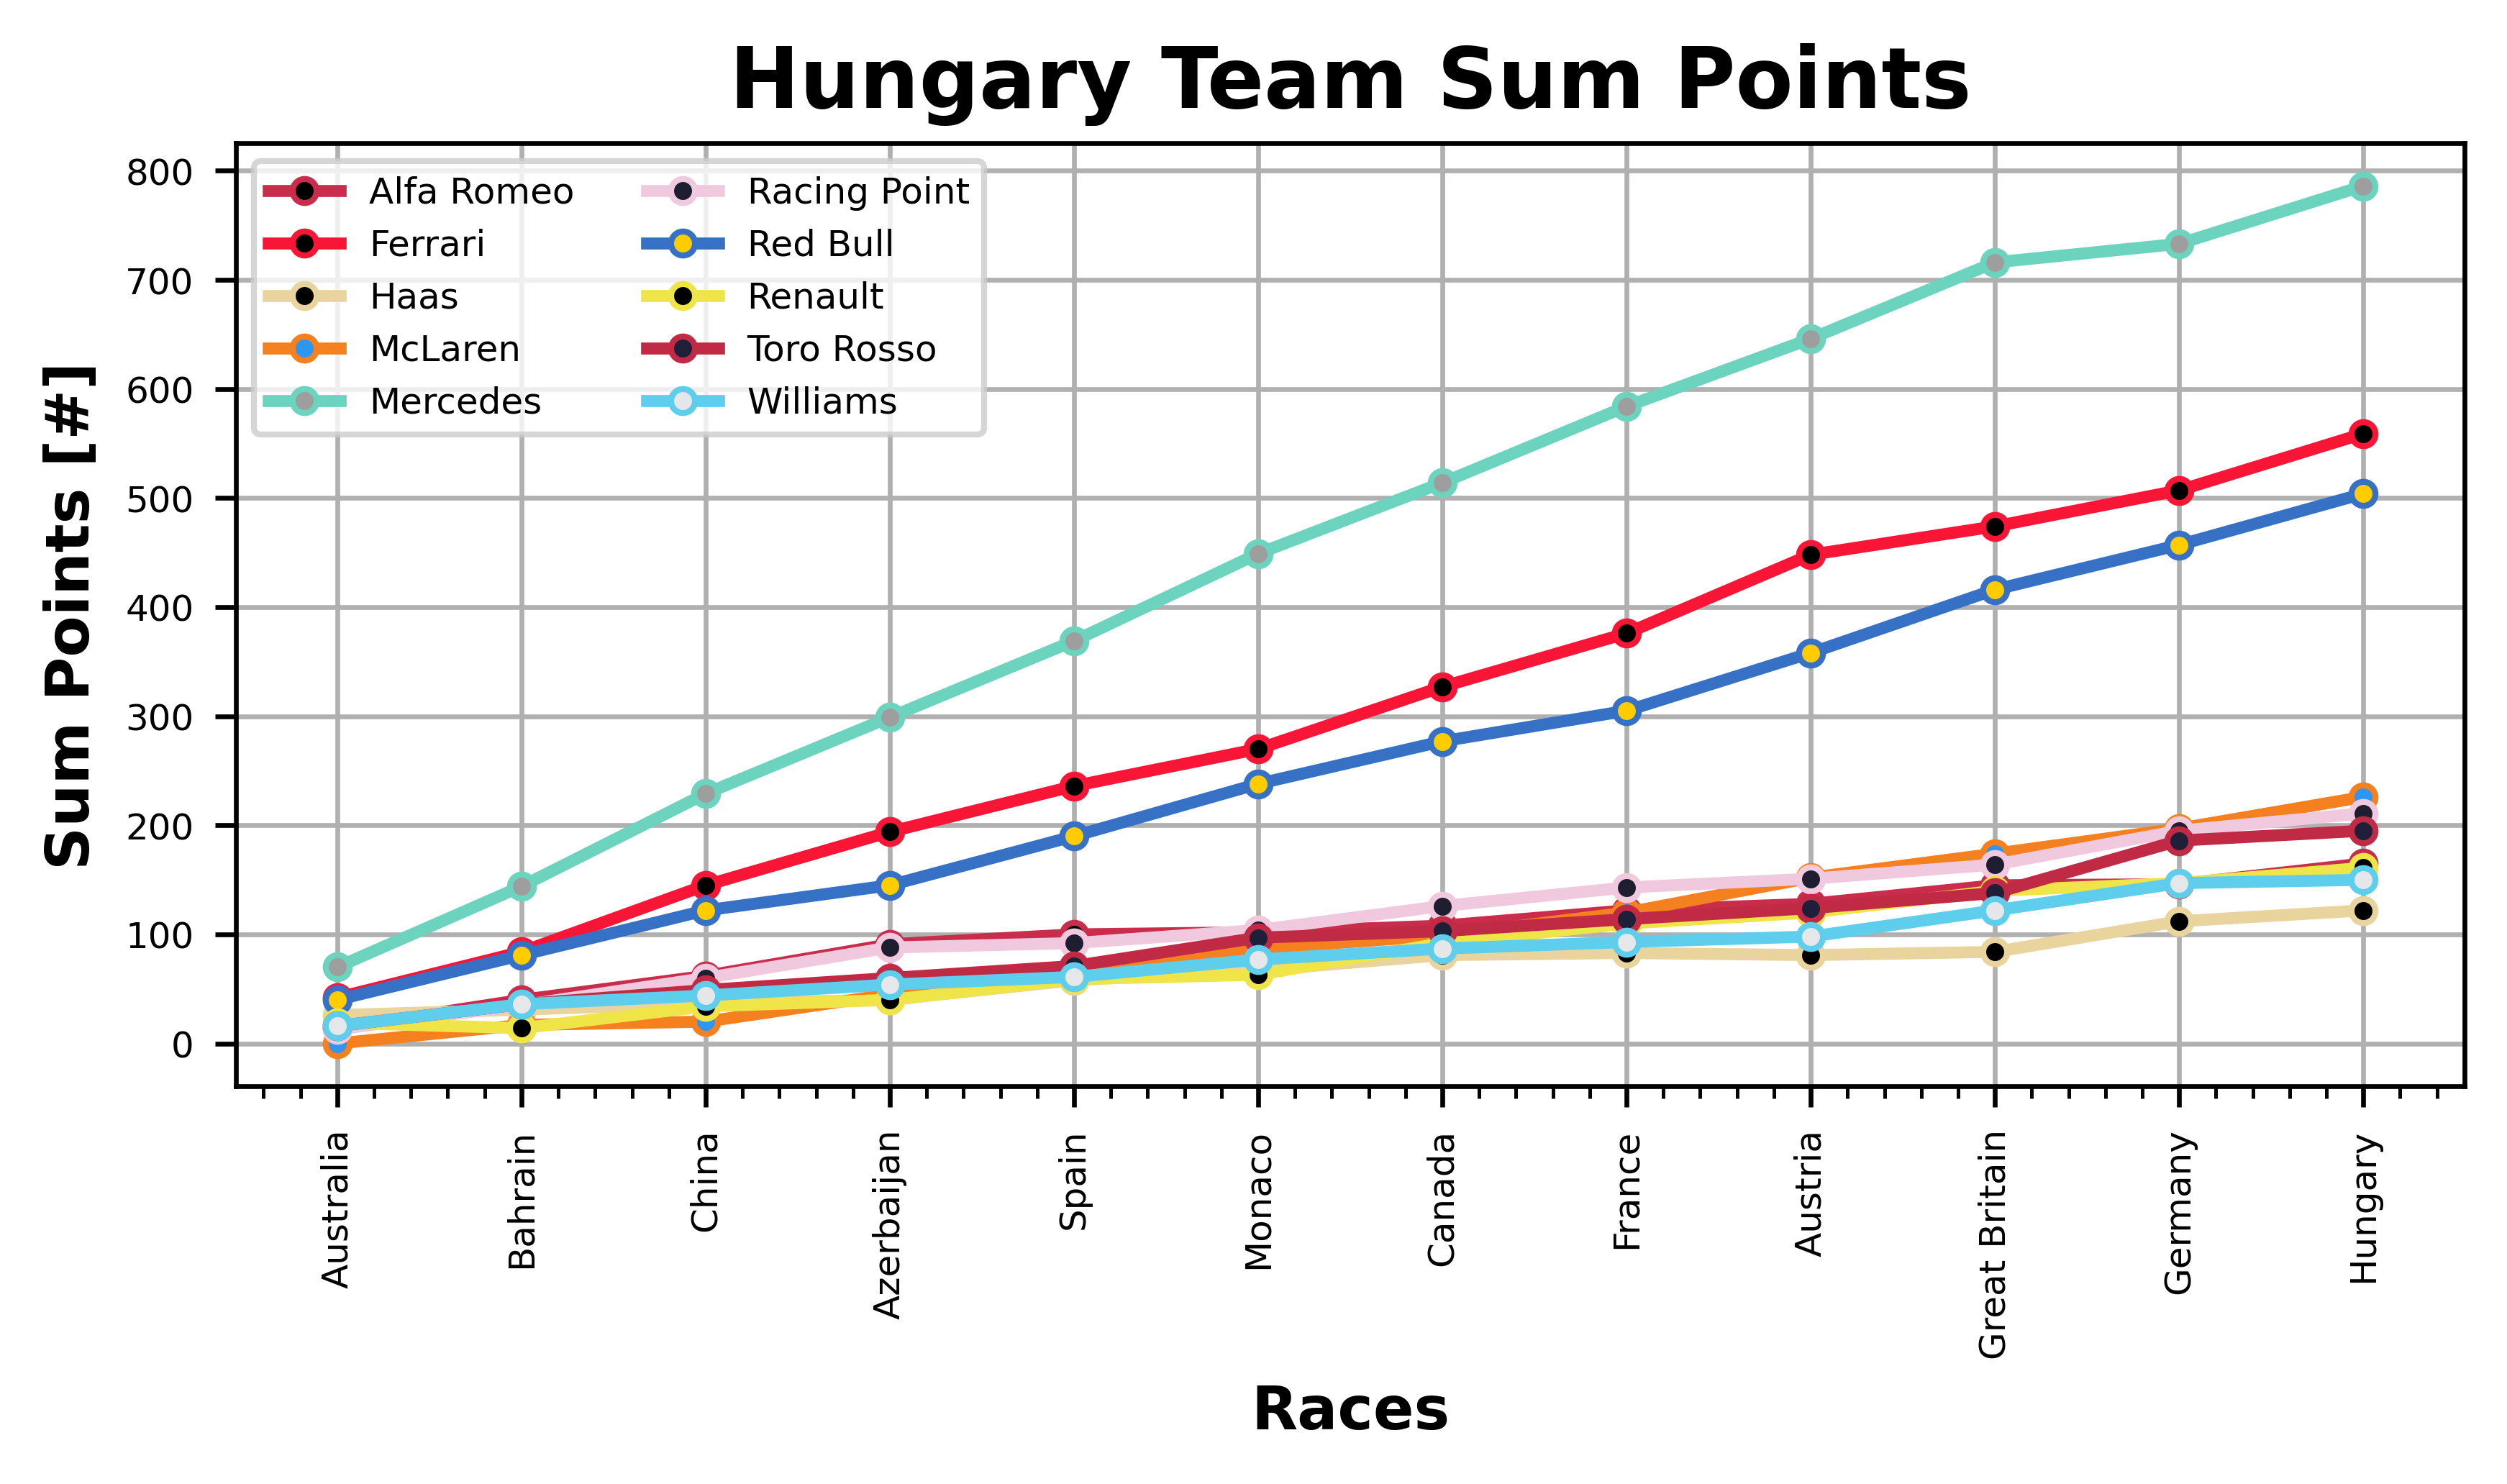 Hungary Team Sum Points
Sum Points [#]
800
700
600
500
400
300
200
100
0
Alfa Romeo
Ferrari
Haas
McLaren
Mercedes
Racing Point
Red Bull
Renault
Toro Rosso
Williams
Australia
Bahrain
China
Azerbaijan
Spain
Monaco
Canada
France
Austria
Great Britain
Germany
Hungary
Races